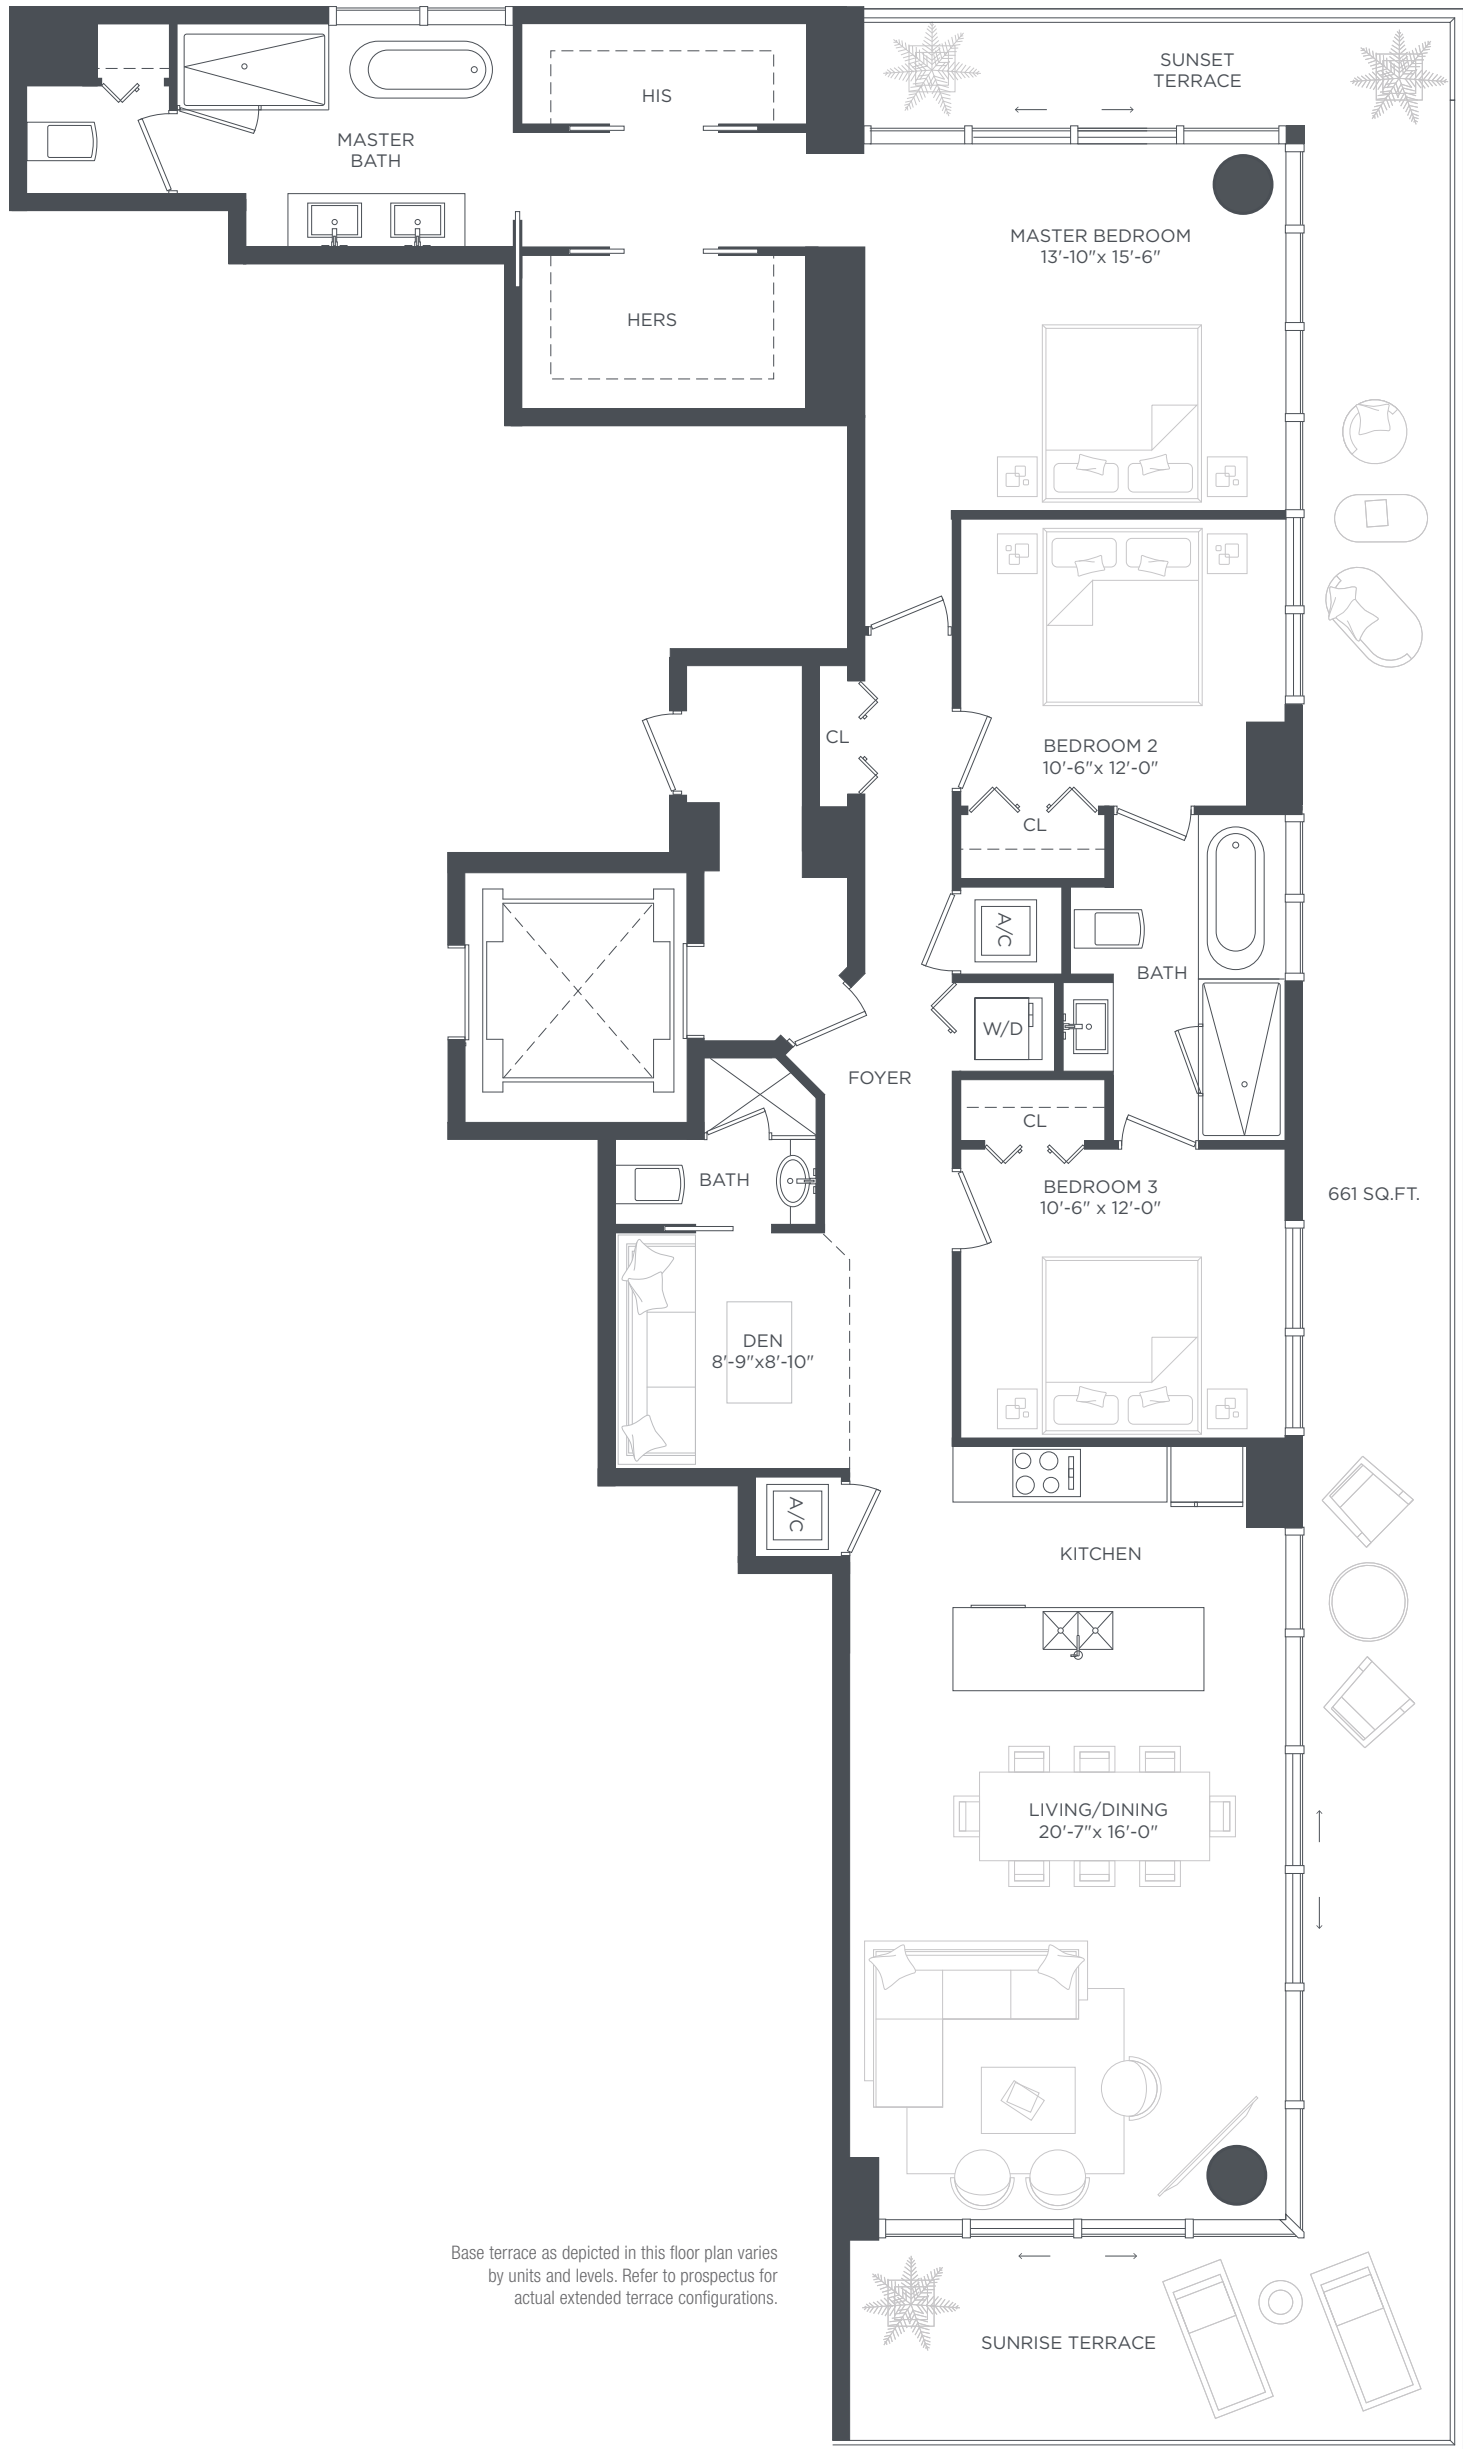 SUNSET
TERRACE
HIS
MASTER
BATH
MASTER BEDROOM
13'-10"x 15'-6"
HERS
CL
BEDROOM 2
10'-6"x 12'-0"
CL
A/C
BATH
W/D
FOYER
CL
BATH
BEDROOM 3
10'-6" x 12'-0"
661 SQ.FT.
DEN
8'-9"x8'-10"
A/C
KITCHEN
LIVING/DINING
20'-7"x 16'-0"
Base terrace as depicted in this floor plan varies
by units and levels. Refer to prospectus for
actual extended terrace configurations.
SUNRISE TERRACE